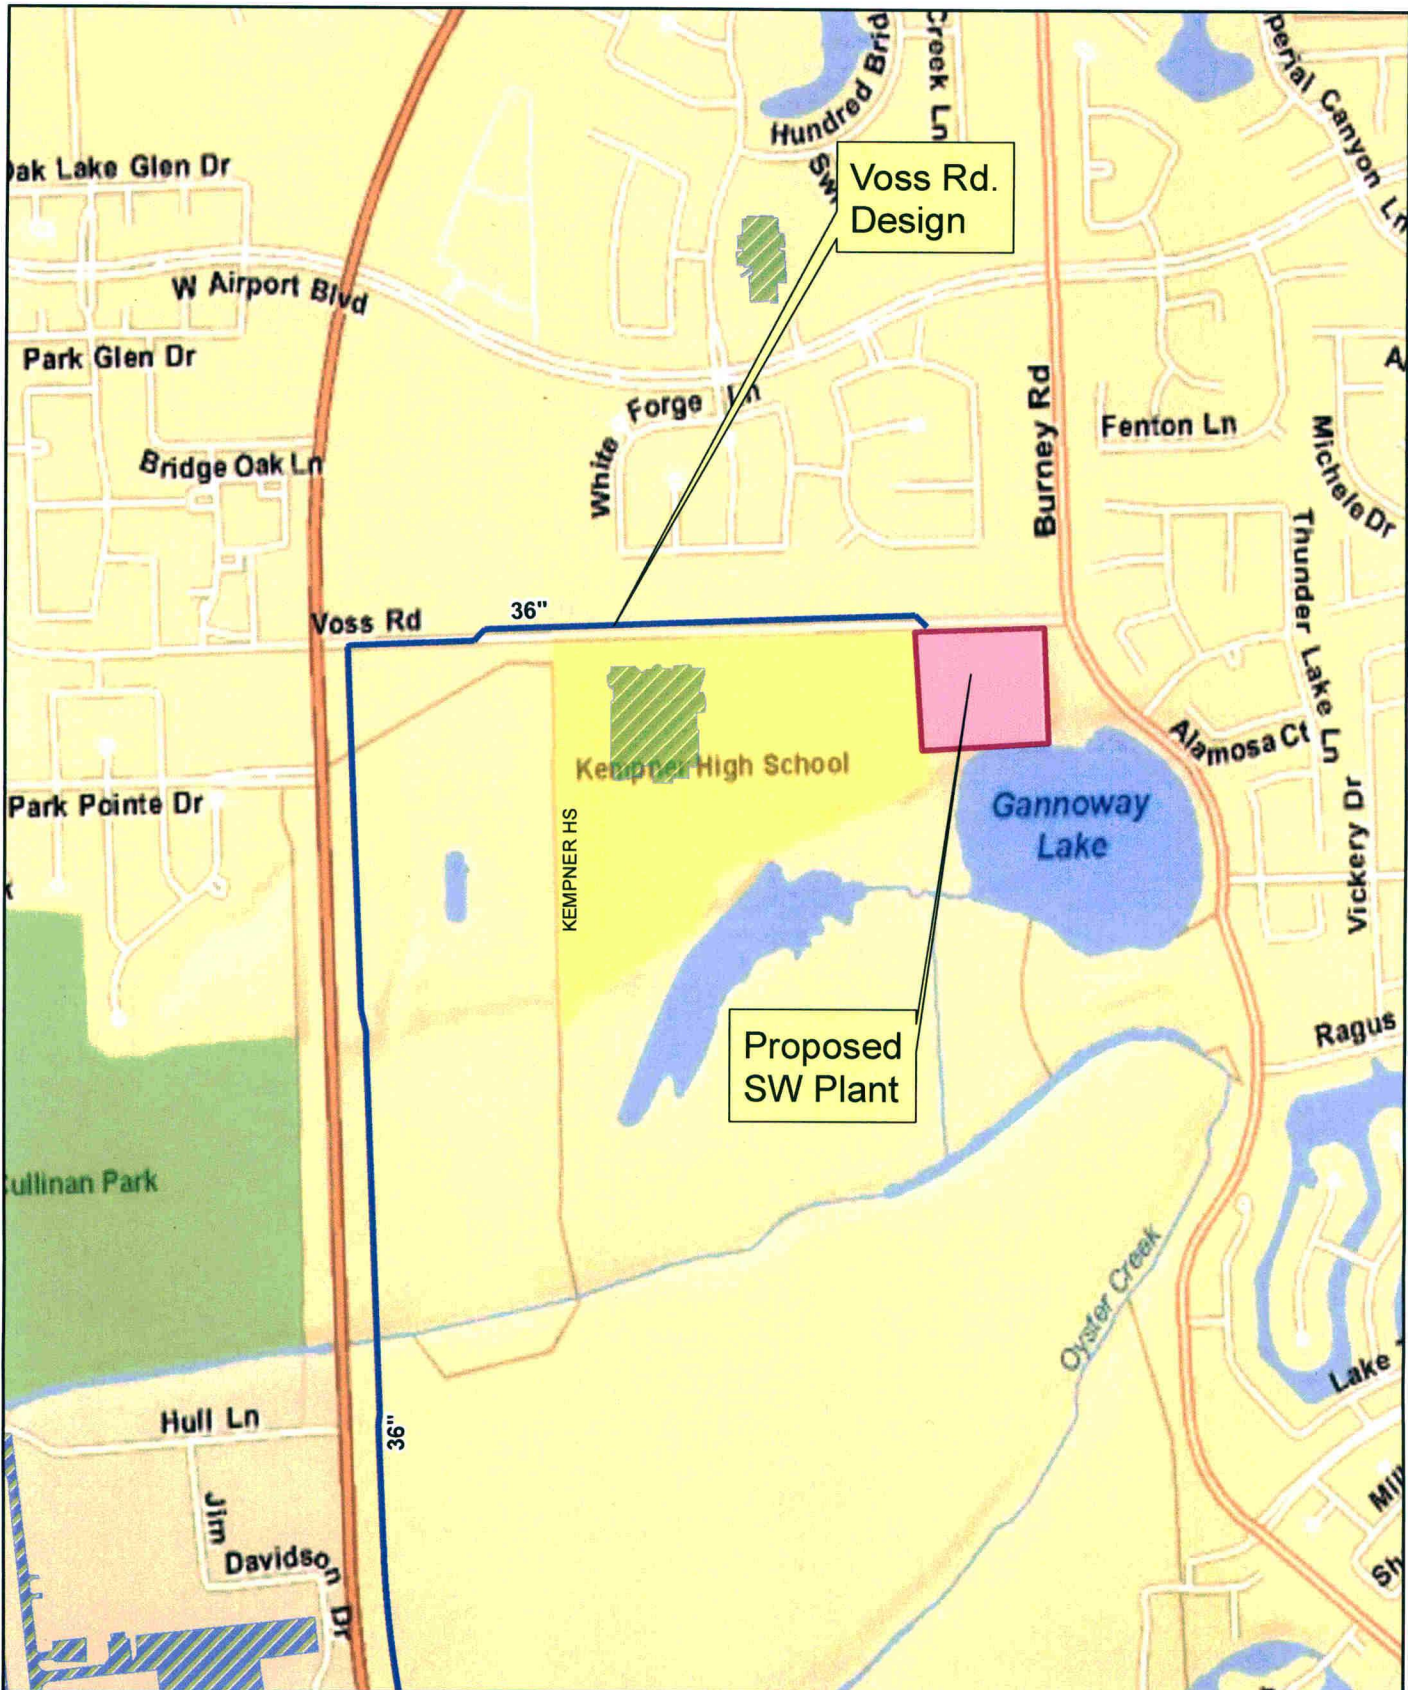 Creek Ln
Hundred
Oak Lake Glen Dr
Voss Rd.
Design
W Airport Blvd
Park Glen Dr
White Forge Ln
Burney Rd
Fenton Ln
Michele Dr
Bridge Oak Ln
Thunder Lake Ln
36"
Voss Rd
Kempner High School
Alamosa Ct
Park Pointe Dr
Gannoway
Lake
KEMPNER HS
Vickery Dr
Proposed
SW Plant
Ragus
ullinan Park
Oyster Creek
Lake
Hull Ln
36"
Jim Davidson Dr
Canyon Ln